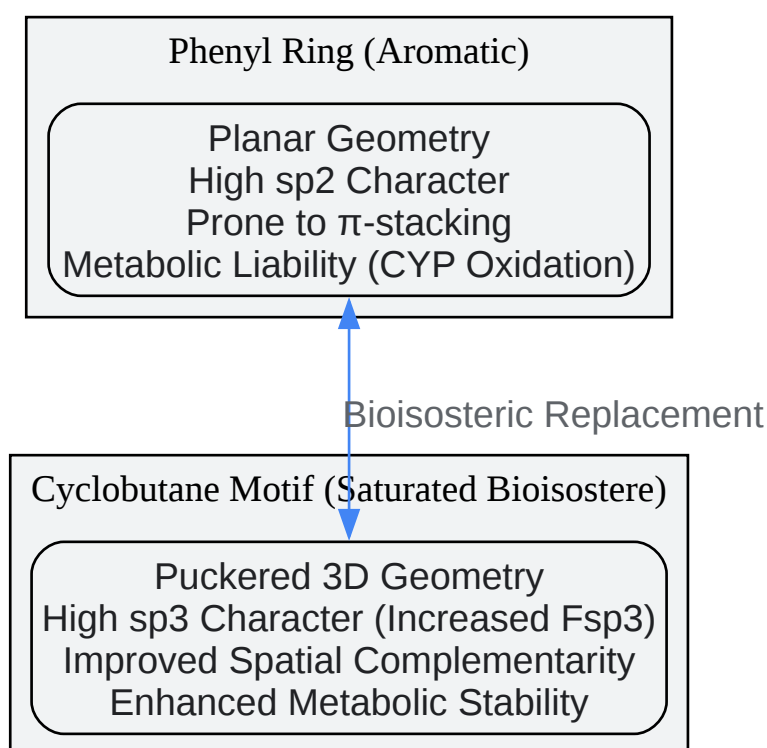 Phenyl Ring (Aromatic)
Planar Geometry
High sp2 Character
Prone to π-stacking
Metabolic Liability (CYP Oxidation)
Bioisosteric Replacement
Cyclobutane Motif (Saturated Bioisostere)
Puckered 3D Geometry
High sp3 Character (Increased Fsp3)
Improved Spatial Complementarity
Enhanced Metabolic Stability